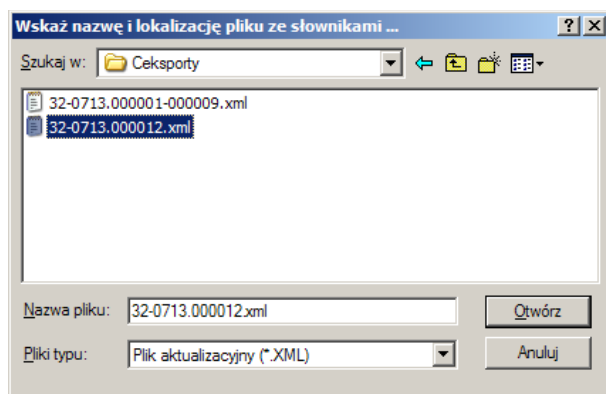 Wskaż nazwę i lokalizację pliku ze słownikami ...
Szukaj w: Ceksporty
32-0713.000001-000009.xml
32-0713.000012.xml
Nazwa pliku: 32-0713.000012.xml Otwórz
Pliki typu: Plik aktualizacyjny (*.XML) Anuluj